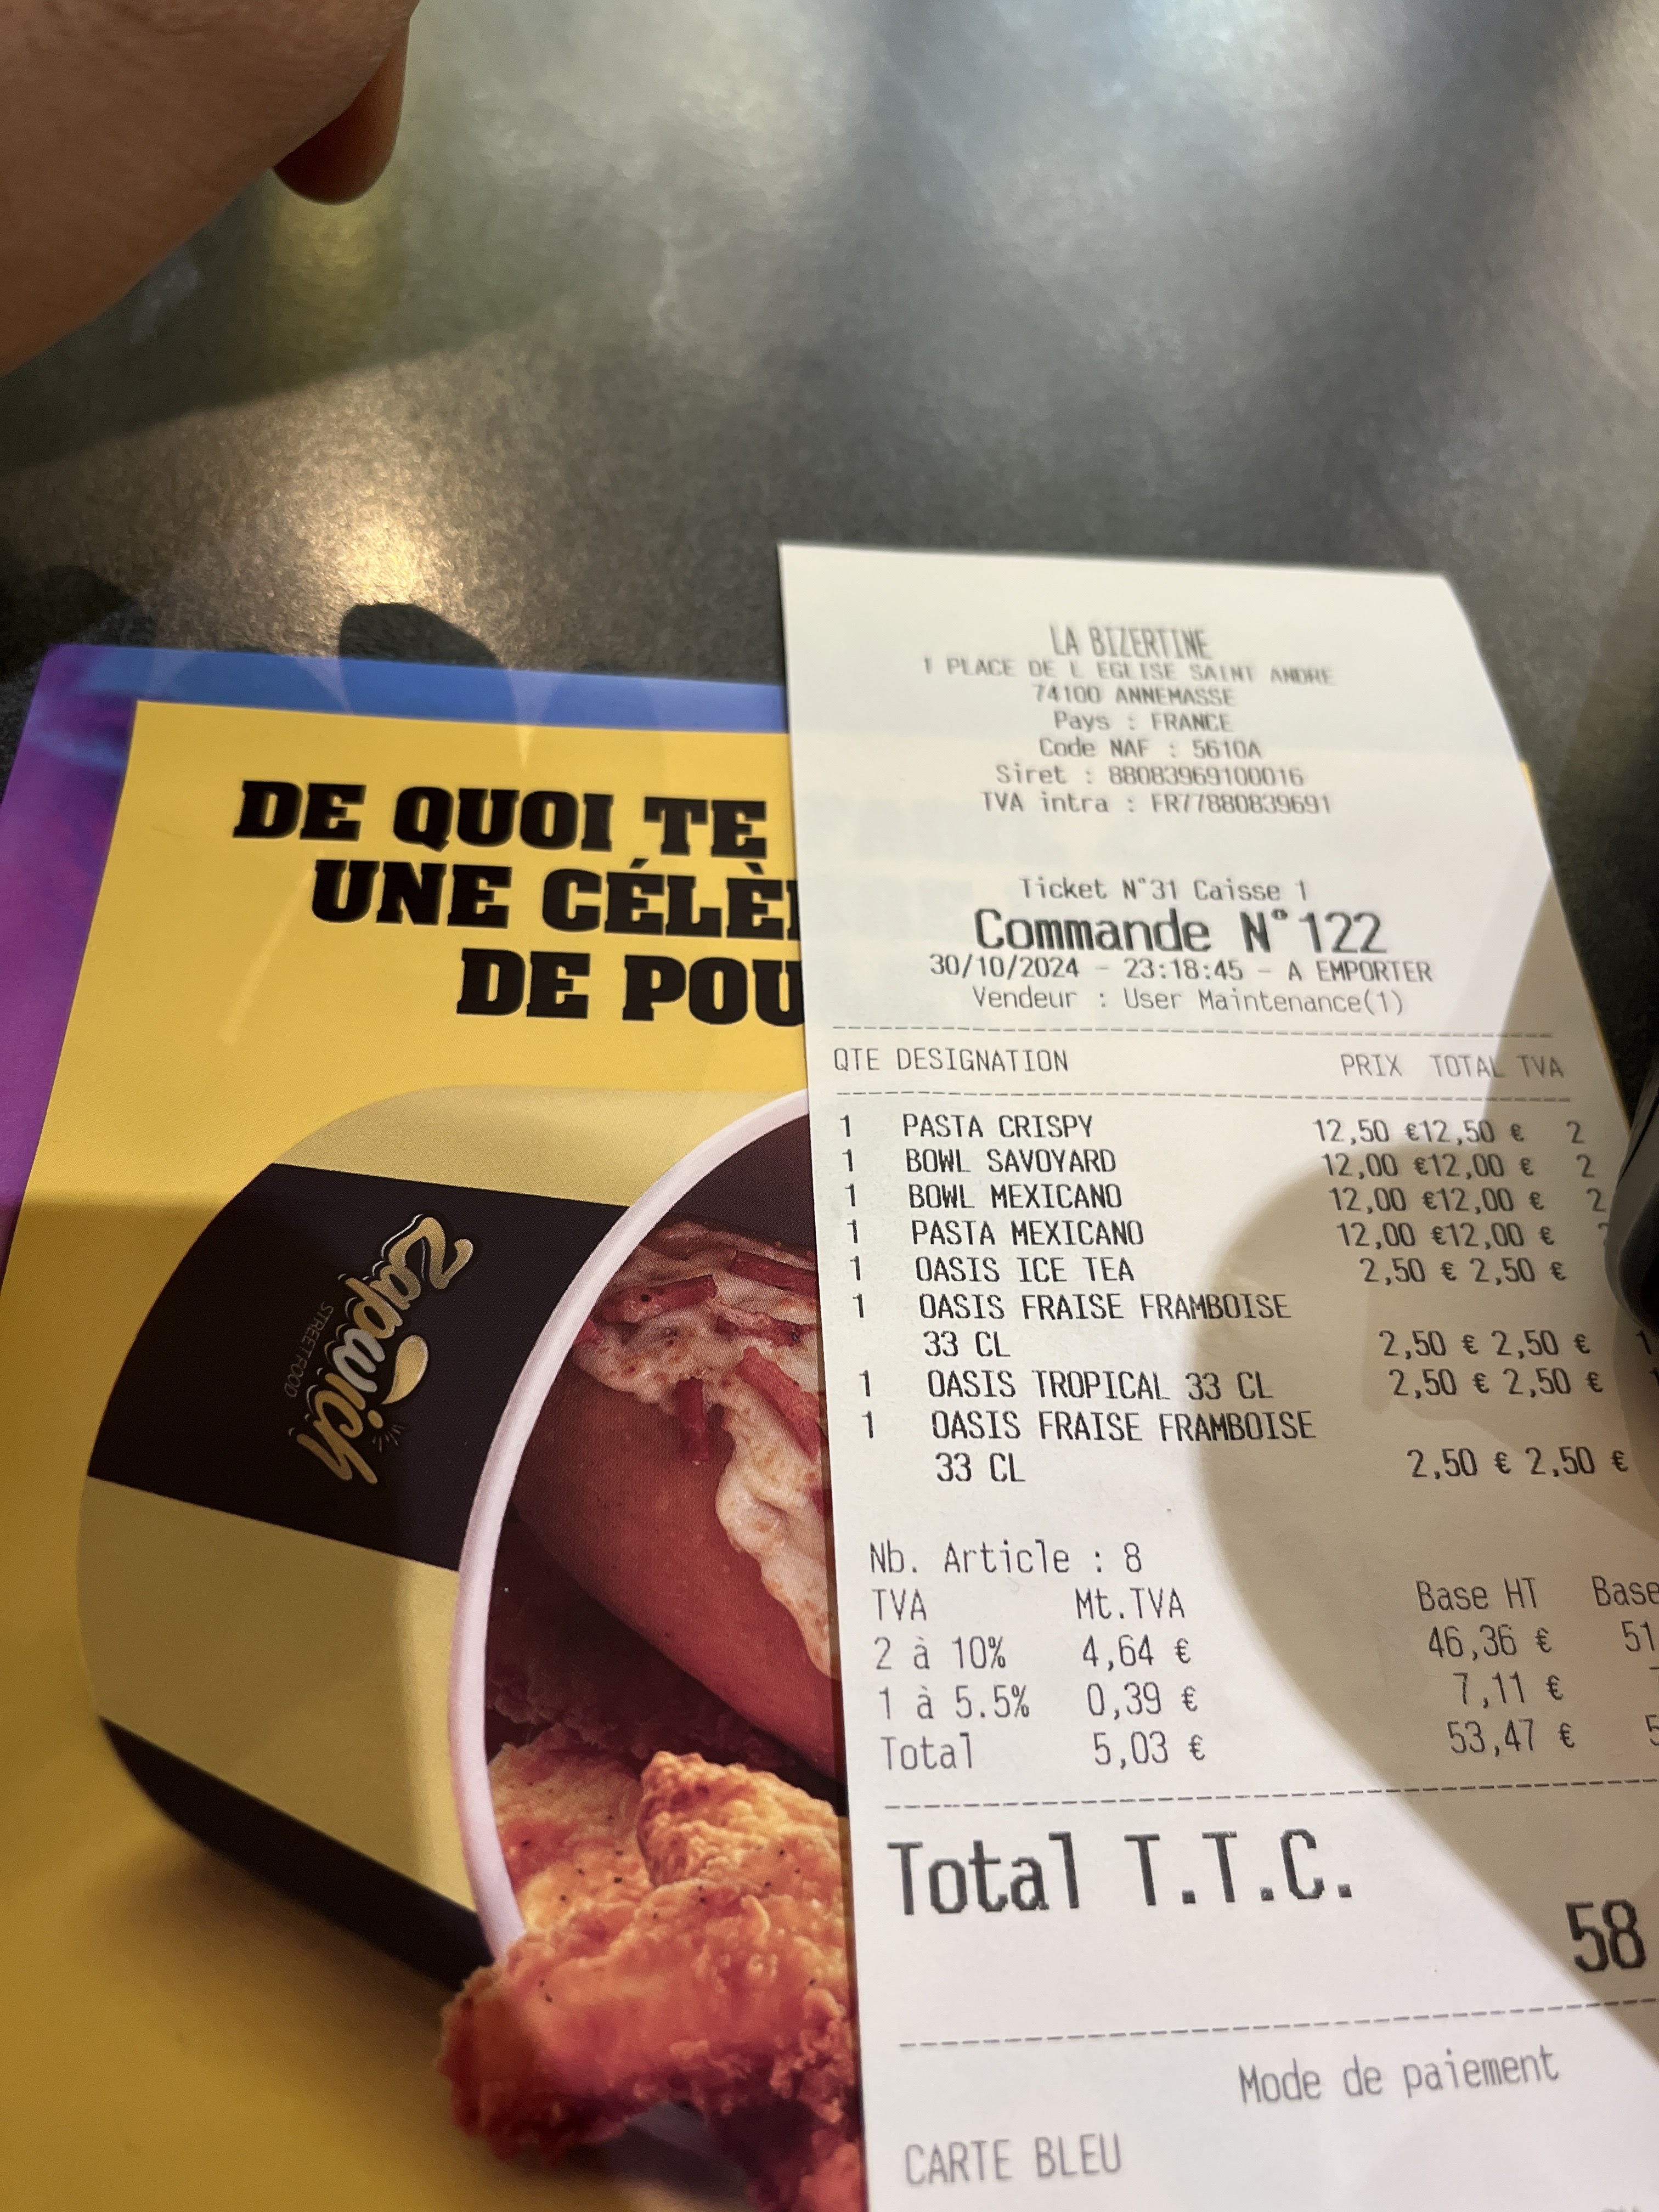 DE QUOI TE
UNE CÉLÈ
DE POU
Zapwich
STREET FOOD
LA BIZERTINE
1 PLACE DE L EGLISE SAINT ANDRE
74100 ANNEMASSE
Pays : FRANCE
Code NAF : 5610A
Siret : 88083969100016
TVA intra : FR77880839691
Ticket N°31 Caisse 1
Commande N°122
30/10/2024 - 23:18:45 - A EMPORTER
Vendeur : User Maintenance(1)
QTE DESIGNATION PRIX TOTAL TVA
1 PASTA CRISPY 12,50 €12,50 € 2
1 BOWL SAVOYARD 12,00 €12,00 € 2
1 BOWL MEXICANO 12,00 €12,00 € 2
1 PASTA MEXICANO 12,00 €12,00 €
1 OASIS ICE TEA 2,50 € 2,50 €
1 OASIS FRAISE FRAMBOISE
33 CL 2,50 € 2,50 € 1
1 OASIS TROPICAL 33 CL 2,50 € 2,50 €
1 OASIS FRAISE FRAMBOISE
33 CL 2,50 € 2,50 €
Nb. Article : 8
TVA Mt.TVA Base HT Base
2 à 10% 4,64 € 46,36 € 51
1 à 5.5% 0,39 € 7,11 €
Total 5,03 € 53,47 € 5
Total T.T.C.
58
Mode de paiement
CARTE BLEU